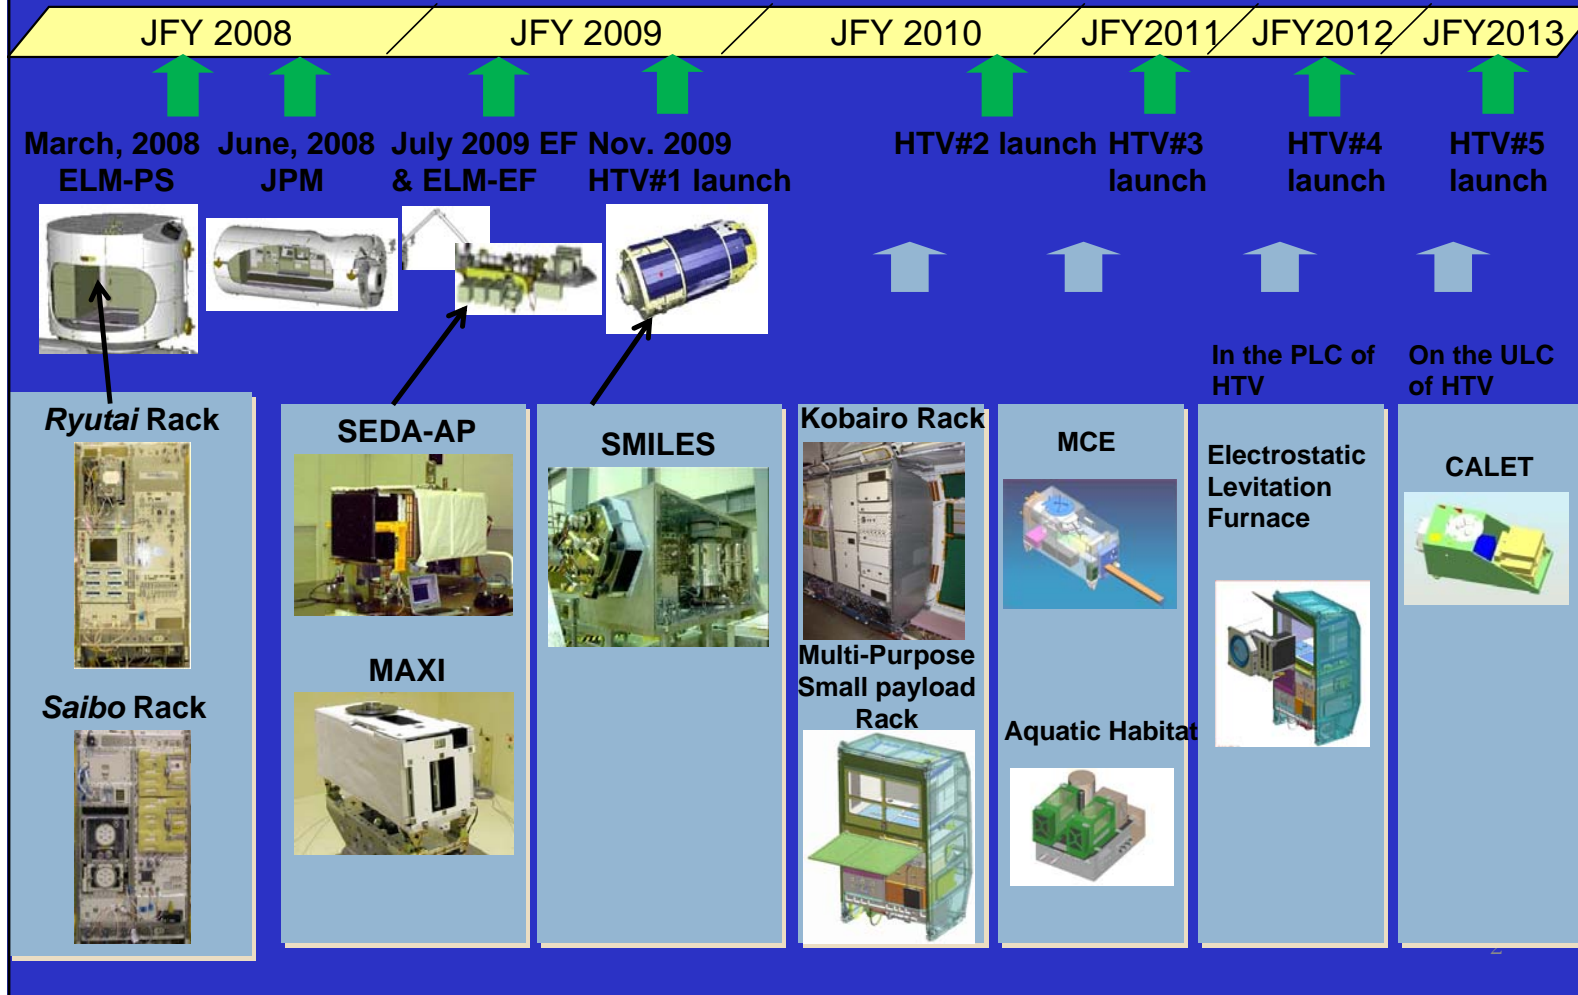 JFY 2008
JFY 2009
JFY 2010
JFY2011
JFY2012
JFY2013
March, 2008
ELM-PS
June, 2008
JPM
July 2009 EF
& ELM-EF
Nov. 2009
HTV#1 launch
HTV#2 launch
HTV#3
launch
HTV#4
launch
HTV#5
launch
In the PLC of
HTV
On the ULC
of HTV
Ryutai Rack
Saibo Rack
SEDA-AP
MAXI
SMILES
Kobairo Rack
Multi-Purpose
Small payload
Rack
MCE
Aquatic Habitat
Electrostatic
Levitation
Furnace
CALET
2